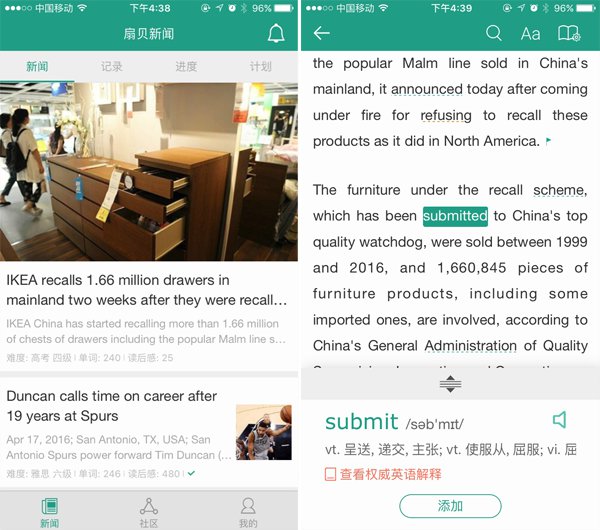 中国移动 下午4:38 96%
扇贝新闻
新闻 记录 进度 计划
IKEA recalls 1.66 million drawers in
mainland two weeks after they were recall…
IKEA China has started recalling more than 1.66 million
of chests of drawers including the popular Malm line s…
难度: 高考 四级 | 单词: 240 | 读后感: 25
Duncan calls time on career after
19 years at Spurs
Apr 17, 2016; San Antonio, TX, USA; San
Antonio Spurs power forward Tim Duncan (…
难度: 雅思 六级 | 单词: 246 | 读后感: 480 |
新闻 社区 我的
中国移动 下午4:39 96%
Aa
the popular Malm line sold in China's
mainland, it announced today after coming
under fire for refusing to recall these
products as it did in North America.
The furniture under the recall scheme,
which has been submitted to China's top
quality watchdog, were sold between 1999
and 2016, and 1,660,845 pieces of
furniture products, including some
imported ones, are involved, according to
China's General Administration of Quality
submit /səb'mɪt/
vt. 呈送, 递交, 主张; vt. 使服从, 屈服; vi. 屈
查看权威英语解释
添加